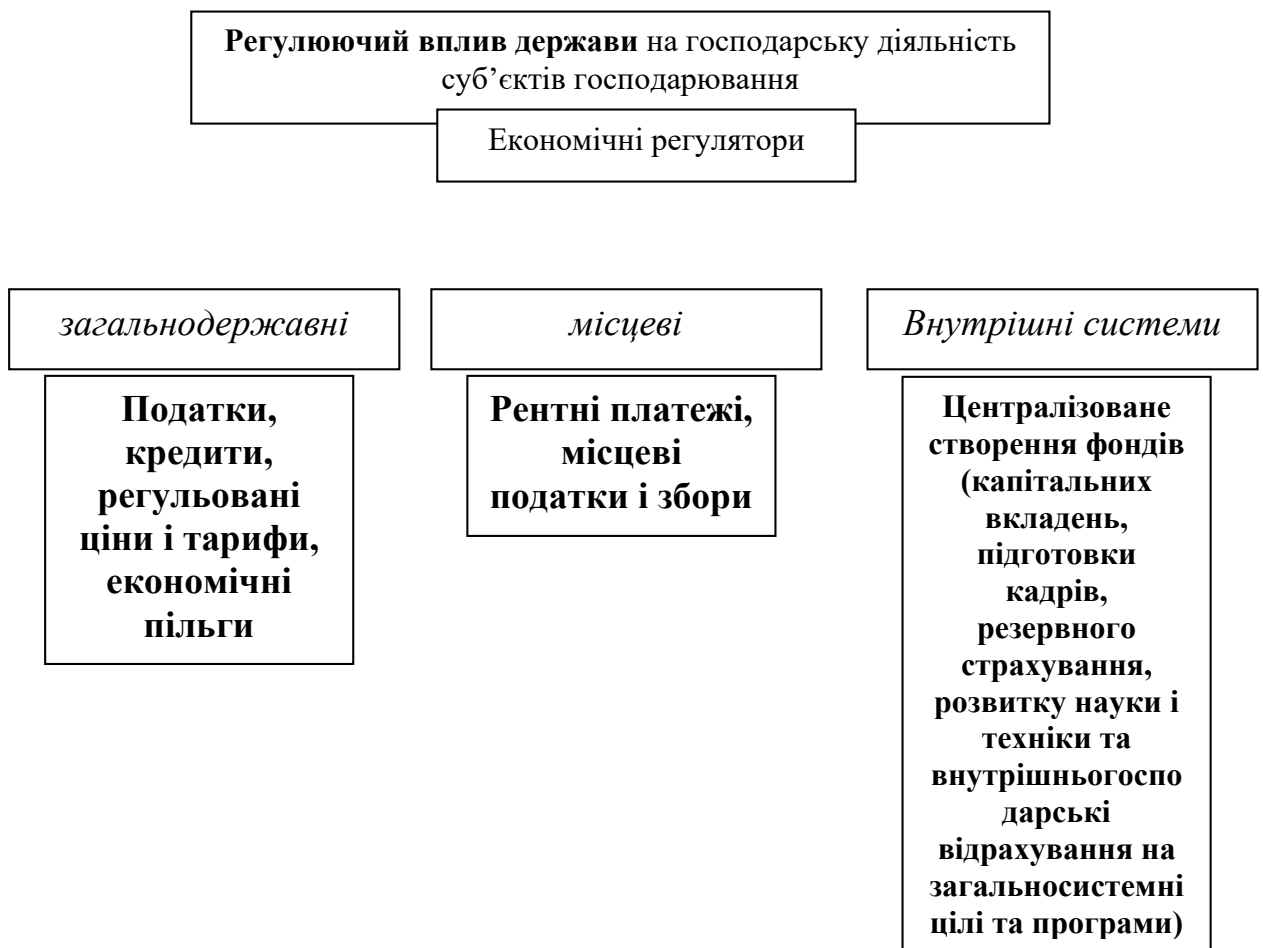 Регулюючий вплив держави на господарську діяльність
суб’єктів господарювання
Економічні регулятори
загальнодержавні
Податки,
кредити,
регульовані
ціни і тарифи,
економічні
пільги
місцеві
Рентні платежі,
місцеві
податки і збори
Внутрішні системи
Централізоване
створення фондів
(капітальних
вкладень,
підготовки
кадрів,
резервного
страхування,
розвитку науки і
техніки та
внутрішньогоспо
дарські
відрахування на
загальносистемні
цілі та програми)